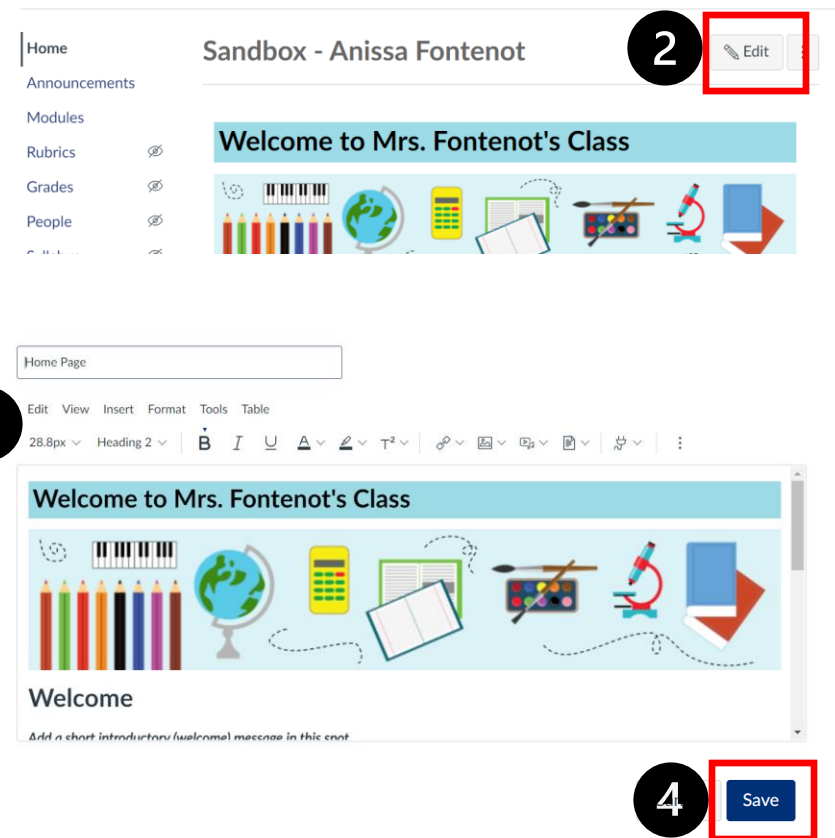 Home
Sandbox - Anissa Fontenot
2
Edit
Announcements
Modules
Rubrics
Grades
People
Welcome to Mrs. Fontenot's Class
Home Page
Edit View Insert Format Tools Table
28.8px Heading 2 B I U A T²
Welcome to Mrs. Fontenot's Class
Welcome
Add a short introductory (welcome) message in this spot
4
Save